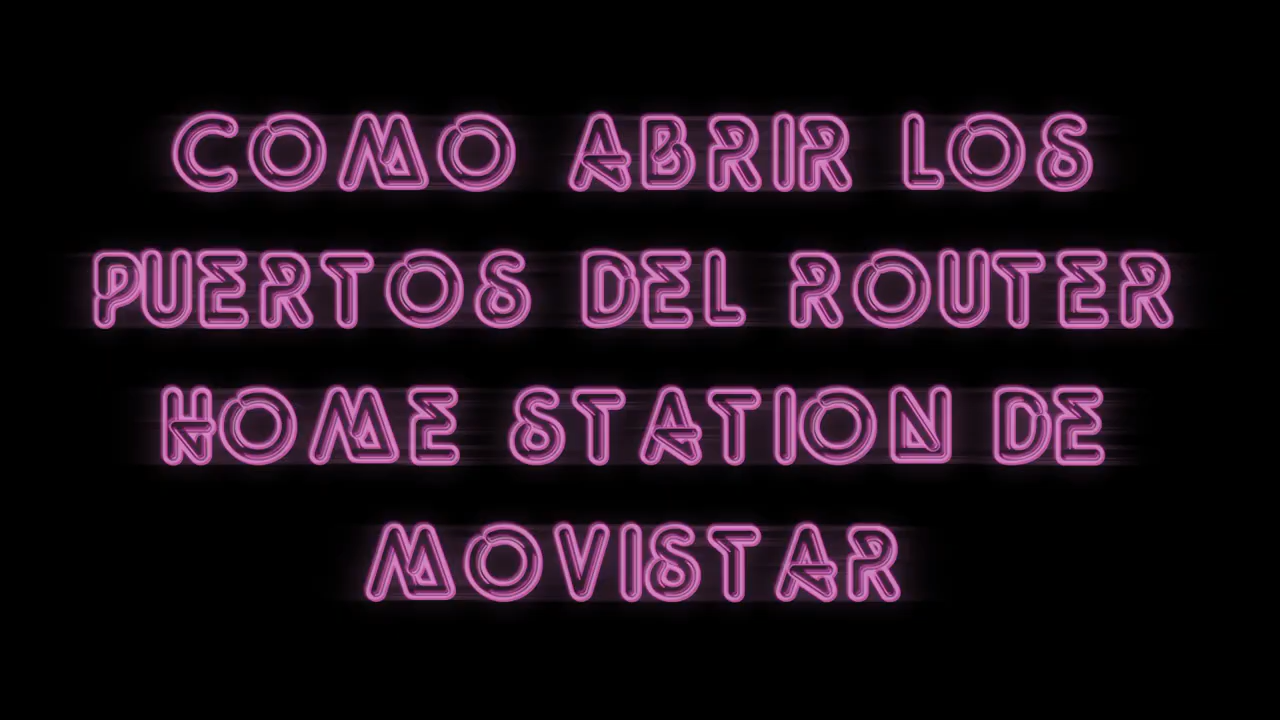 COMO ABRIR LOS
PUERTOS DEL ROUTER
HOME STATION DE
MOVISTAR